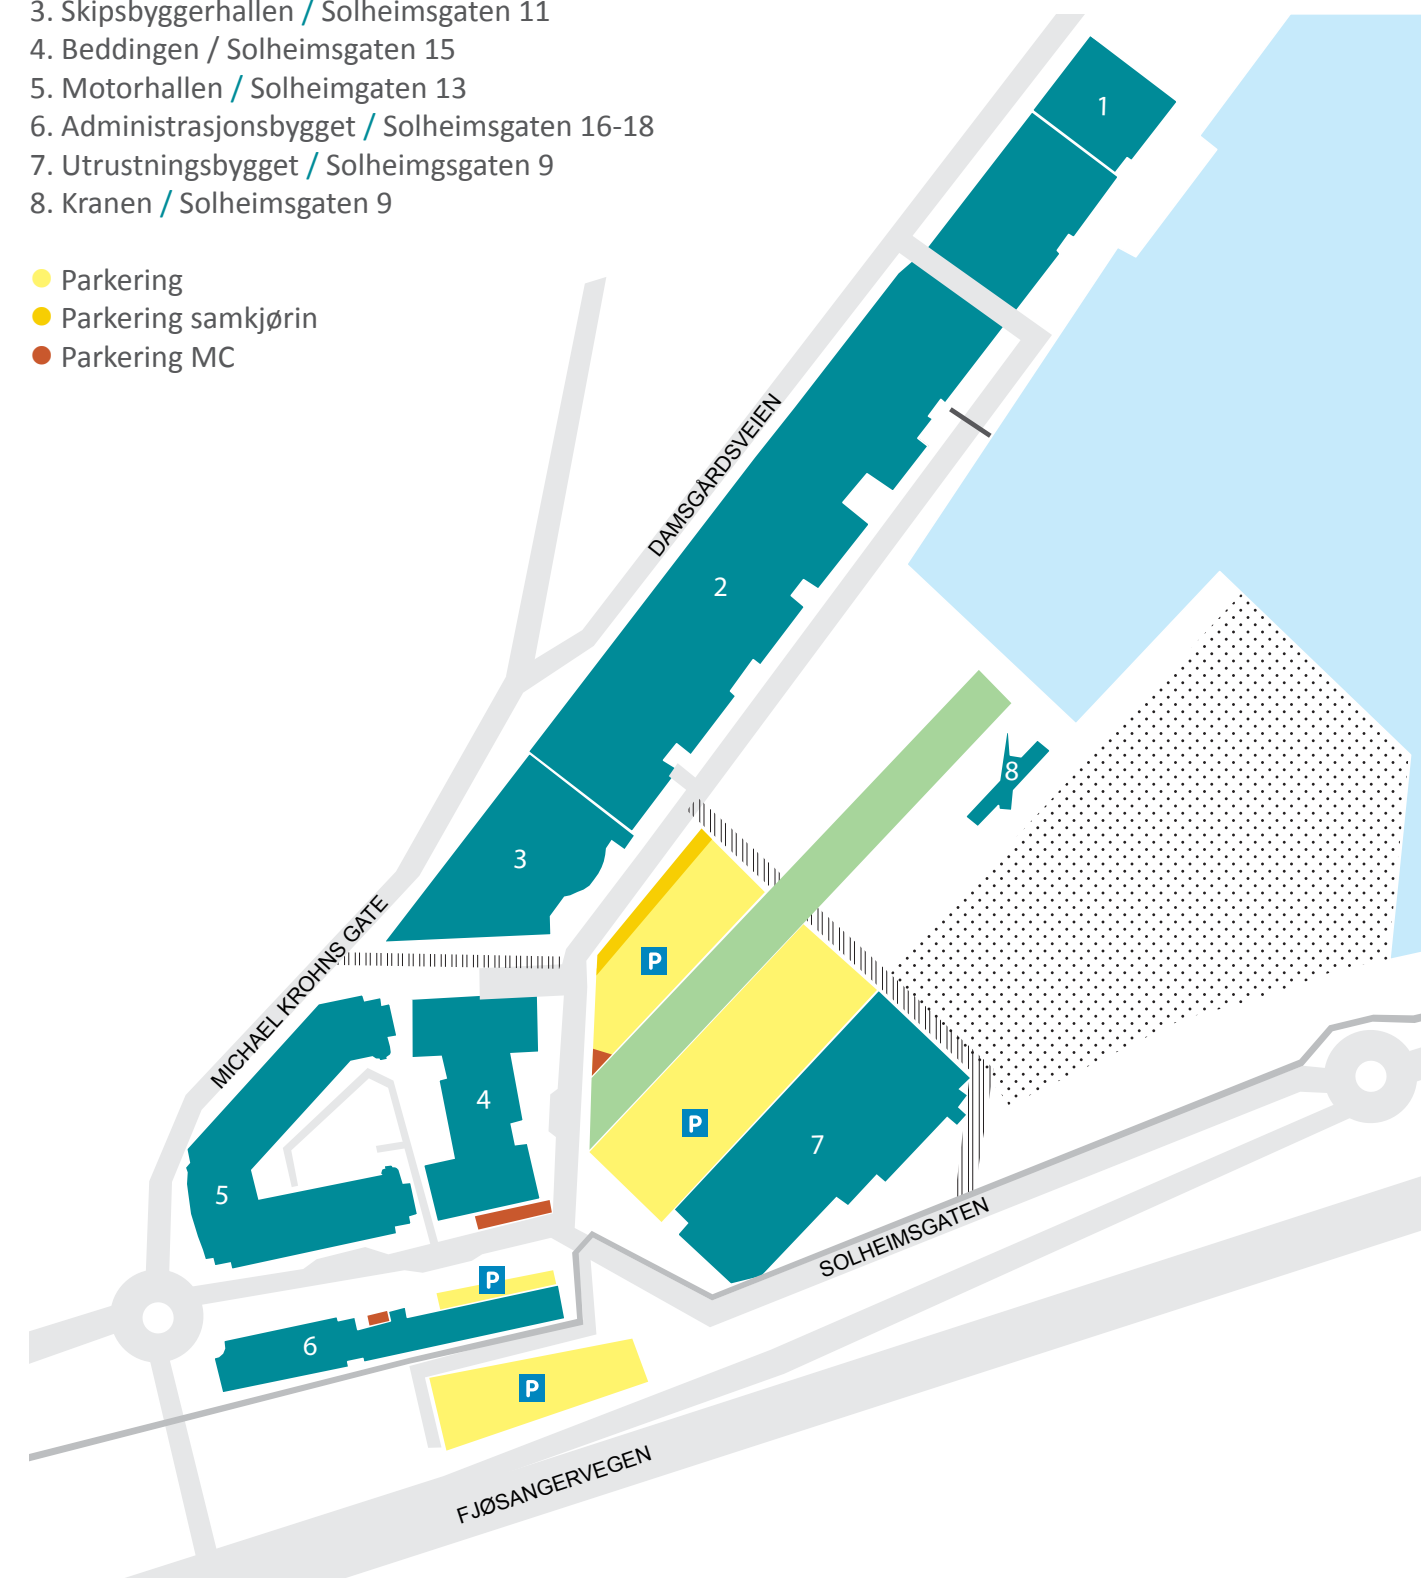 3. Skipsbyggerhallen / Solheimsgaten 11
4. Beddingen / Solheimsgaten 15
5. Motorhallen / Solheimgaten 13
6. Administrasjonsbygget / Solheimsgaten 16-18
7. Utrustningsbygget / Solheimgsgaten 9
8. Kranen / Solheimsgaten 9
Parkering
Parkering samkjørin
Parkering MC
1
DAMSGÅRDSVEIEN
2
8
3
MICHAEL KROHNS GATE
P
4
P
7
5
SOLHEIMSGATEN
P
6
P
FJØSANGERVEGEN